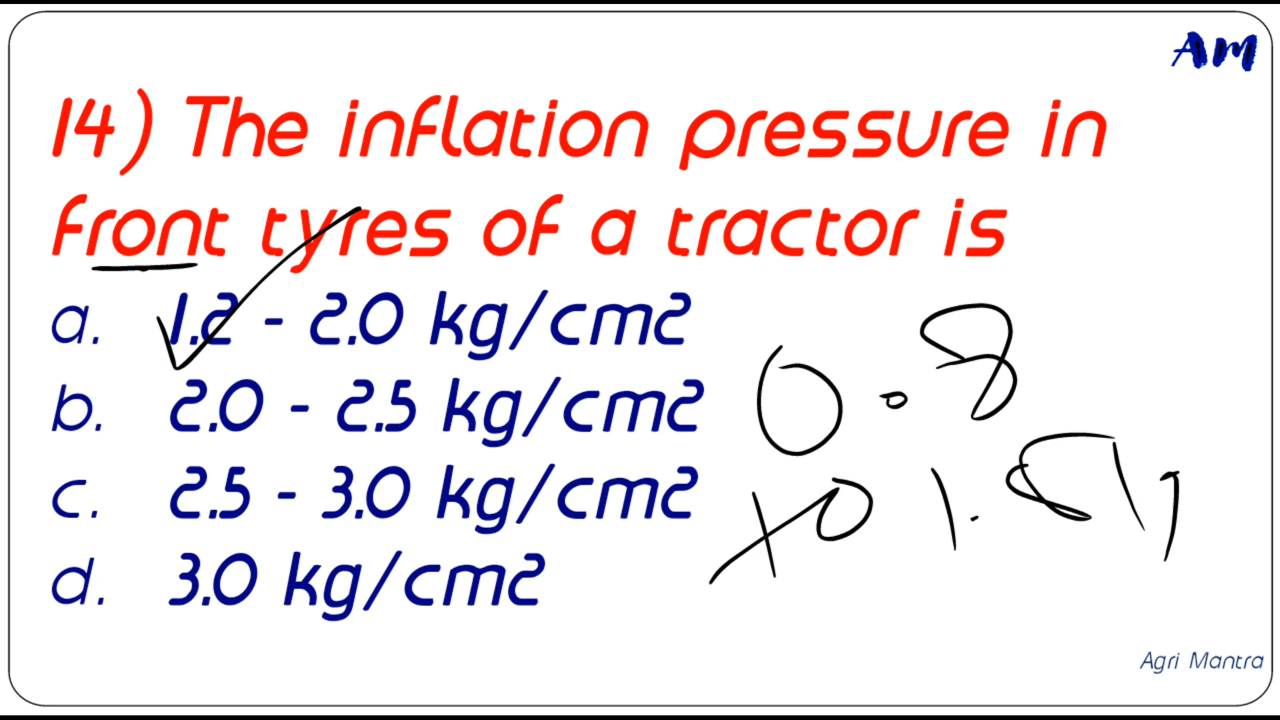 AM
14) The inflation pressure in
front tyres of a tractor is
a. 1.2 - 2.0 kg/cm2
b. 2.0 - 2.5 kg/cm2
c. 2.5 - 3.0 kg/cm2
d. 3.0 kg/cm2
0.8
to
Agri Mantra